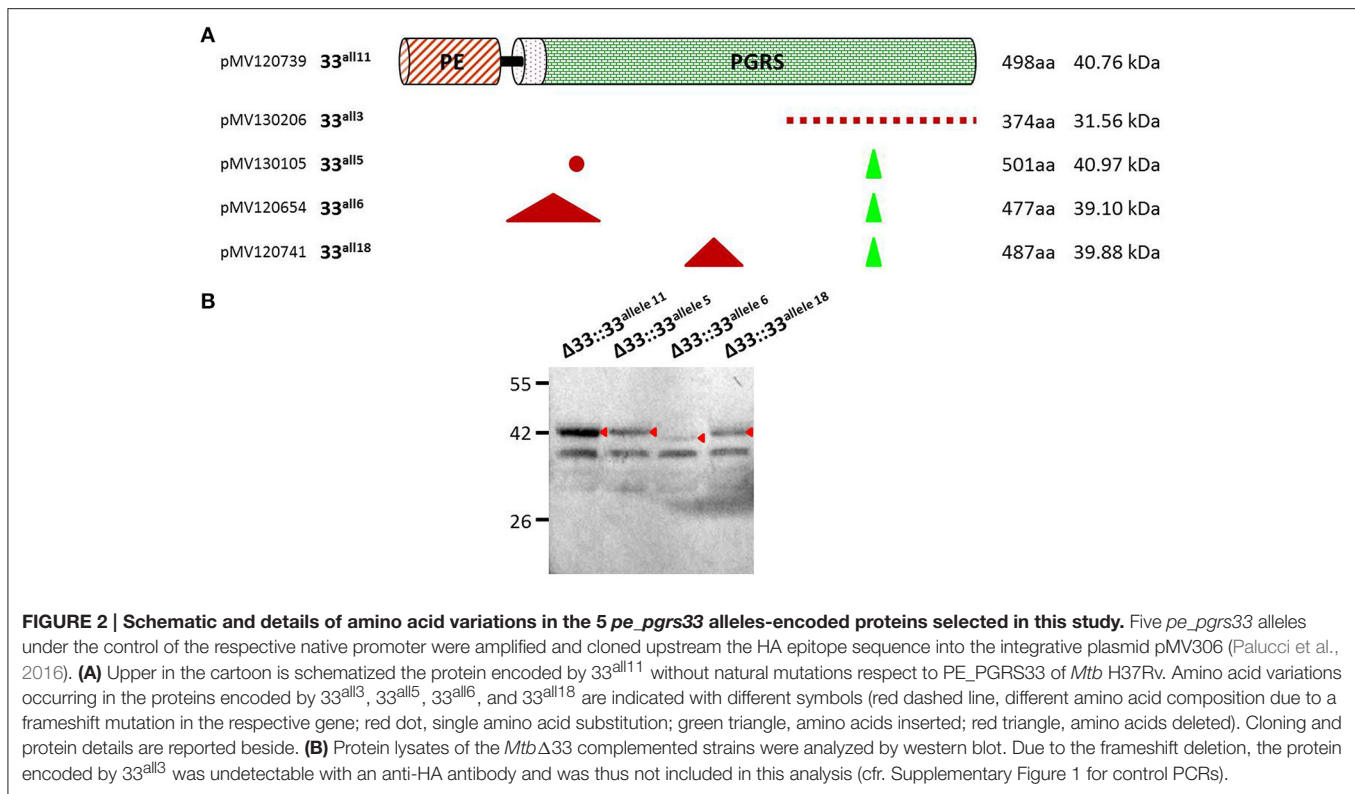 A
pMV120739 33all11 PE PGRS 498aa 40.76 kDa
pMV130206 33all3 374aa 31.56 kDa
pMV130105 33all5 501aa 40.97 kDa
pMV120654 33all6 477aa 39.10 kDa
pMV120741 33all18 487aa 39.88 kDa
B
Δ33::33allele 11
Δ33::33allele 5
Δ33::33allele 6
Δ33::33allele 18
55
42
26
FIGURE 2 | Schematic and details of amino acid variations in the 5 pe_pgrs33 alleles-encoded proteins selected in this study. Five pe_pgrs33 alleles
under the control of the respective native promoter were amplified and cloned upstream the HA epitope sequence into the integrative plasmid pMV306 (Palucci et al.,
2016). (A) Upper in the cartoon is schematized the protein encoded by 33all11 without natural mutations respect to PE_PGRS33 of Mtb H37Rv. Amino acid variations
occurring in the proteins encoded by 33all3, 33all5, 33all6, and 33all18 are indicated with different symbols (red dashed line, different amino acid composition due to a
frameshift mutation in the respective gene; red dot, single amino acid substitution; green triangle, amino acids inserted; red triangle, amino acids deleted). Cloning and
protein details are reported beside. (B) Protein lysates of the MtbΔ33 complemented strains were analyzed by western blot. Due to the frameshift deletion, the protein
encoded by 33all3 was undetectable with an anti-HA antibody and was thus not included in this analysis (cfr. Supplementary Figure 1 for control PCRs).